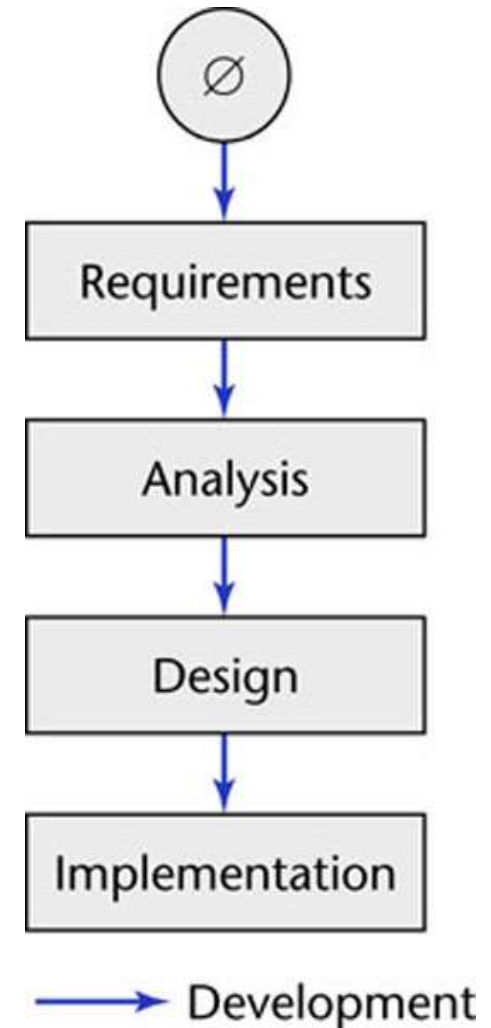 ∅
Requirements
Analysis
Design
Implementation
Development